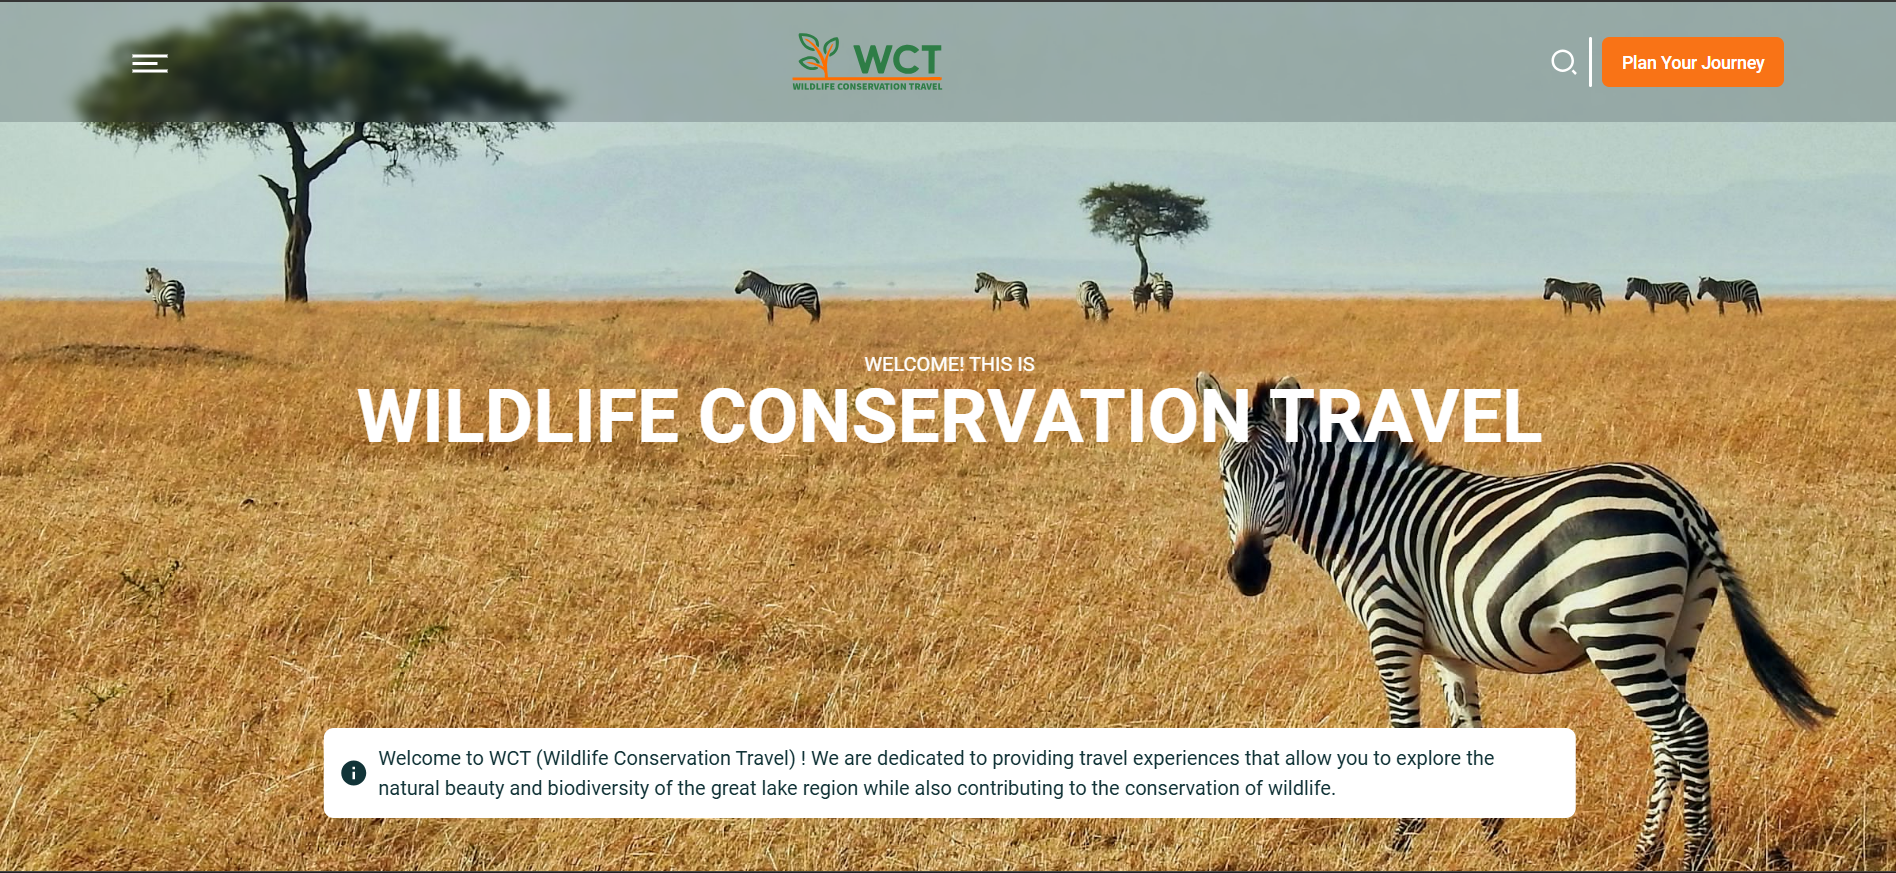 WCT
WILDLIFE CONSERVATION TRAVEL
Plan Your Journey
WELCOME! THIS IS
WILDLIFE CONSERVATION TRAVEL
Welcome to WCT (Wildlife Conservation Travel) ! We are dedicated to providing travel experiences that allow you to explore the
natural beauty and biodiversity of the great lake region while also contributing to the conservation of wildlife.